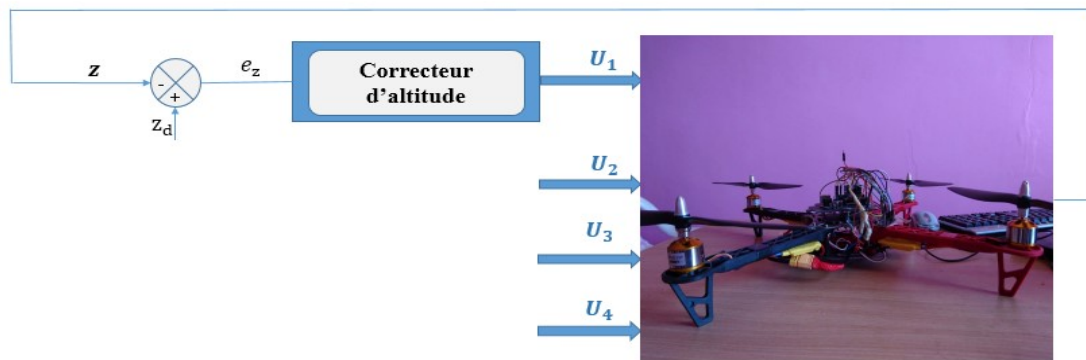 z
-
+
z_d
e_z
Correcteur
d'altitude
U_1
U_2
U_3
U_4